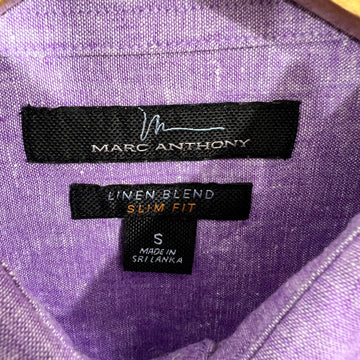 MARC ANTHONY
LINEN BLEND
SLIM FIT
S
MADE IN
SRI LANKA